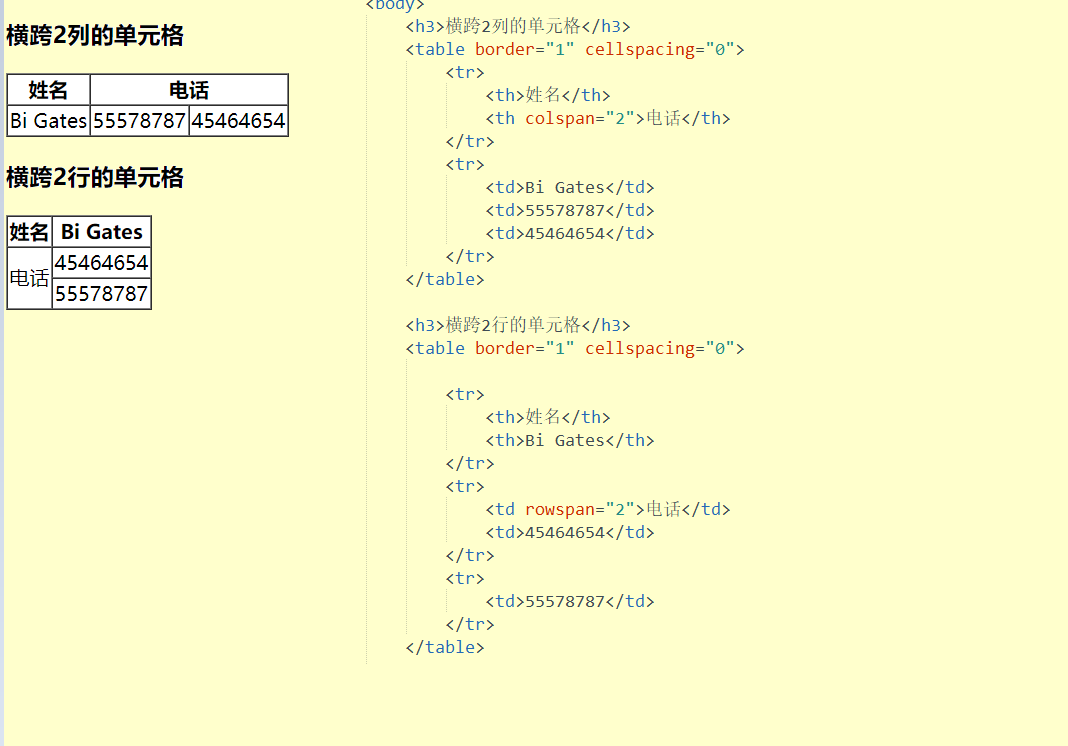 横跨2列的单元格
姓名 电话
Bi Gates 55578787 45464654
横跨2行的单元格
姓名 Bi Gates
电话 45464654
55578787
<body>
<h3>横跨2列的单元格</h3>
<table border="1" cellspacing="0">
<tr>
<th>姓名</th>
<th colspan="2">电话</th>
</tr>
<tr>
<td>Bi Gates</td>
<td>55578787</td>
<td>45464654</td>
</tr>
</table>
<h3>横跨2行的单元格</h3>
<table border="1" cellspacing="0">
<tr>
<th>姓名</th>
<th>Bi Gates</th>
</tr>
<tr>
<td rowspan="2">电话</td>
<td>45464654</td>
</tr>
<tr>
<td>55578787</td>
</tr>
</table>